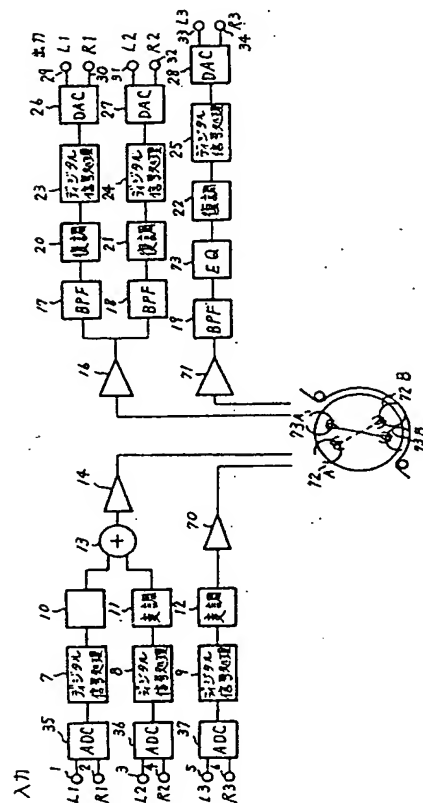 入力
L1 1
R1 2
L2 3
R2 4
L3 5
R3 6
35 ADC
36 ADC
37 ADC
7 ディジタル
信号処理
8 ディジタル
信号処理
9 ディジタル
信号処理
10
11 変調
12 変調
13 +
14
70
72A
73A
72B
73B
16
71
17 BPF
18 BPF
19 BPF
73 EQ
20 復調
21 復調
22 復調
23 ディジタル
信号処理
24 ディジタル
信号処理
25 ディジタル
信号処理
26 DAC
27 DAC
28 DAC
出力
29 L1
30 R1
31 L2
32 R2
33 L3
34 R3